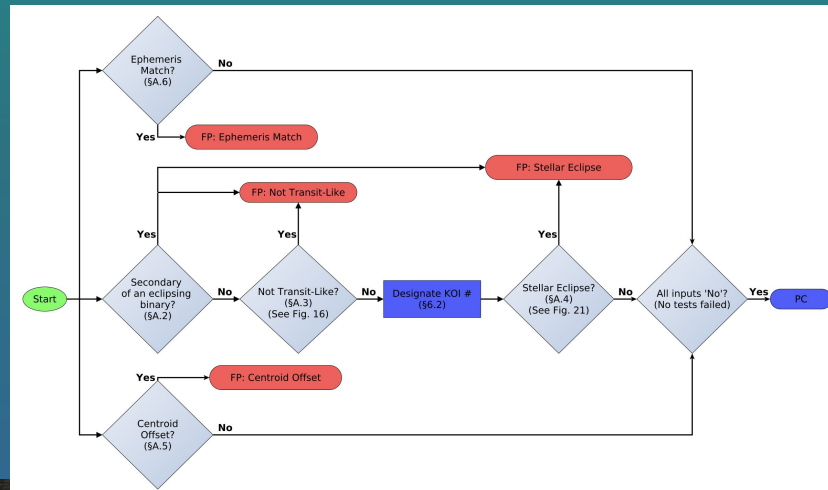 Ephemeris
Match?
(§A.6)
No
Yes
FP: Ephemeris Match
FP: Stellar Eclipse
FP: Not Transit-Like
Yes
Yes
Yes
Start
Secondary
of an eclipsing
binary?
(§A.2)
No
Not Transit-Like?
(§A.3)
(See Fig. 16)
No
Designate KOI #
(§6.2)
Stellar Eclipse?
(§A.4)
(See Fig. 21)
No
All inputs 'No'?
(No tests failed)
Yes
PC
Yes
FP: Centroid Offset
Centroid
Offset?
(§A.5)
No